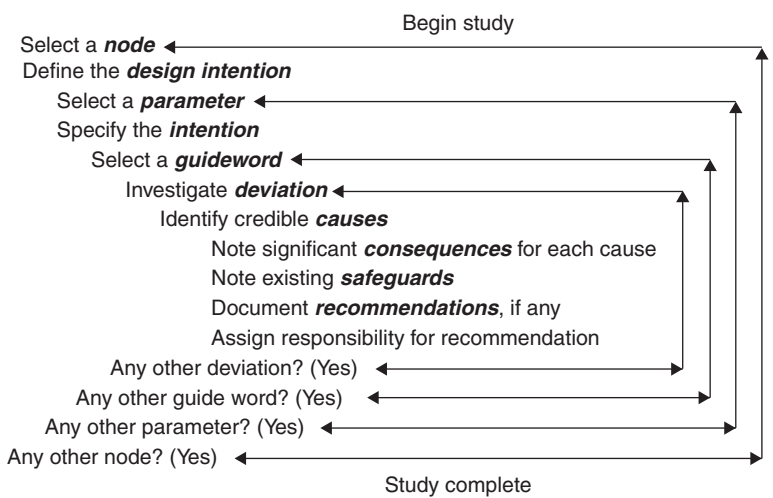 Begin study
Select a node
Define the design intention
Select a parameter
Specify the intention
Select a guideword
Investigate deviation
Identify credible causes
Note significant consequences for each cause
Note existing safeguards
Document recommendations, if any
Assign responsibility for recommendation
Any other deviation? (Yes)
Any other guide word? (Yes)
Any other parameter? (Yes)
Any other node? (Yes)
Study complete